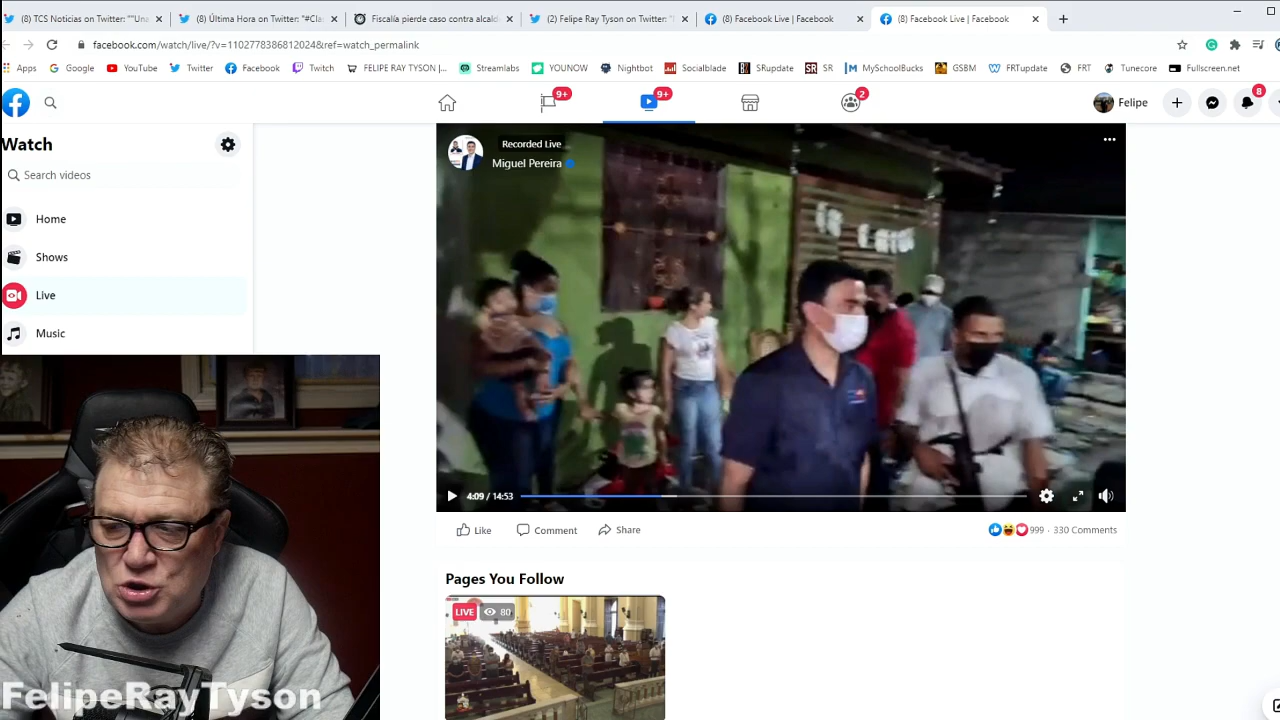 (8) TCS Noticias on Twitter: ""Una
(8) Última Hora on Twitter: "#Clas
Fiscalía pierde caso contra alcald
(2) Felipe Ray Tyson on Twitter: "
(8) Facebook Live | Facebook
(8) Facebook Live | Facebook
facebook.com/watch/live/?v=110277838681202​4&ref=watch_permalink
Apps Google YouTube Twitter Facebook Twitch FELIPE RAY TYSON |... Streamlabs YOUNOW Nightbot Socialblade SRupdate SR MySchoolBucks GSBM FRTupdate FRT Tunecore Fullscreen.net
9+ 9+ 2 Felipe 8
Watch
Search videos
Home
Shows
Live
Music
Recorded Live
Miguel Pereira
4:09 / 14:53
Like Comment Share 999 · 330 Comments
Pages You Follow
LIVE 80
FelipeRayTyson